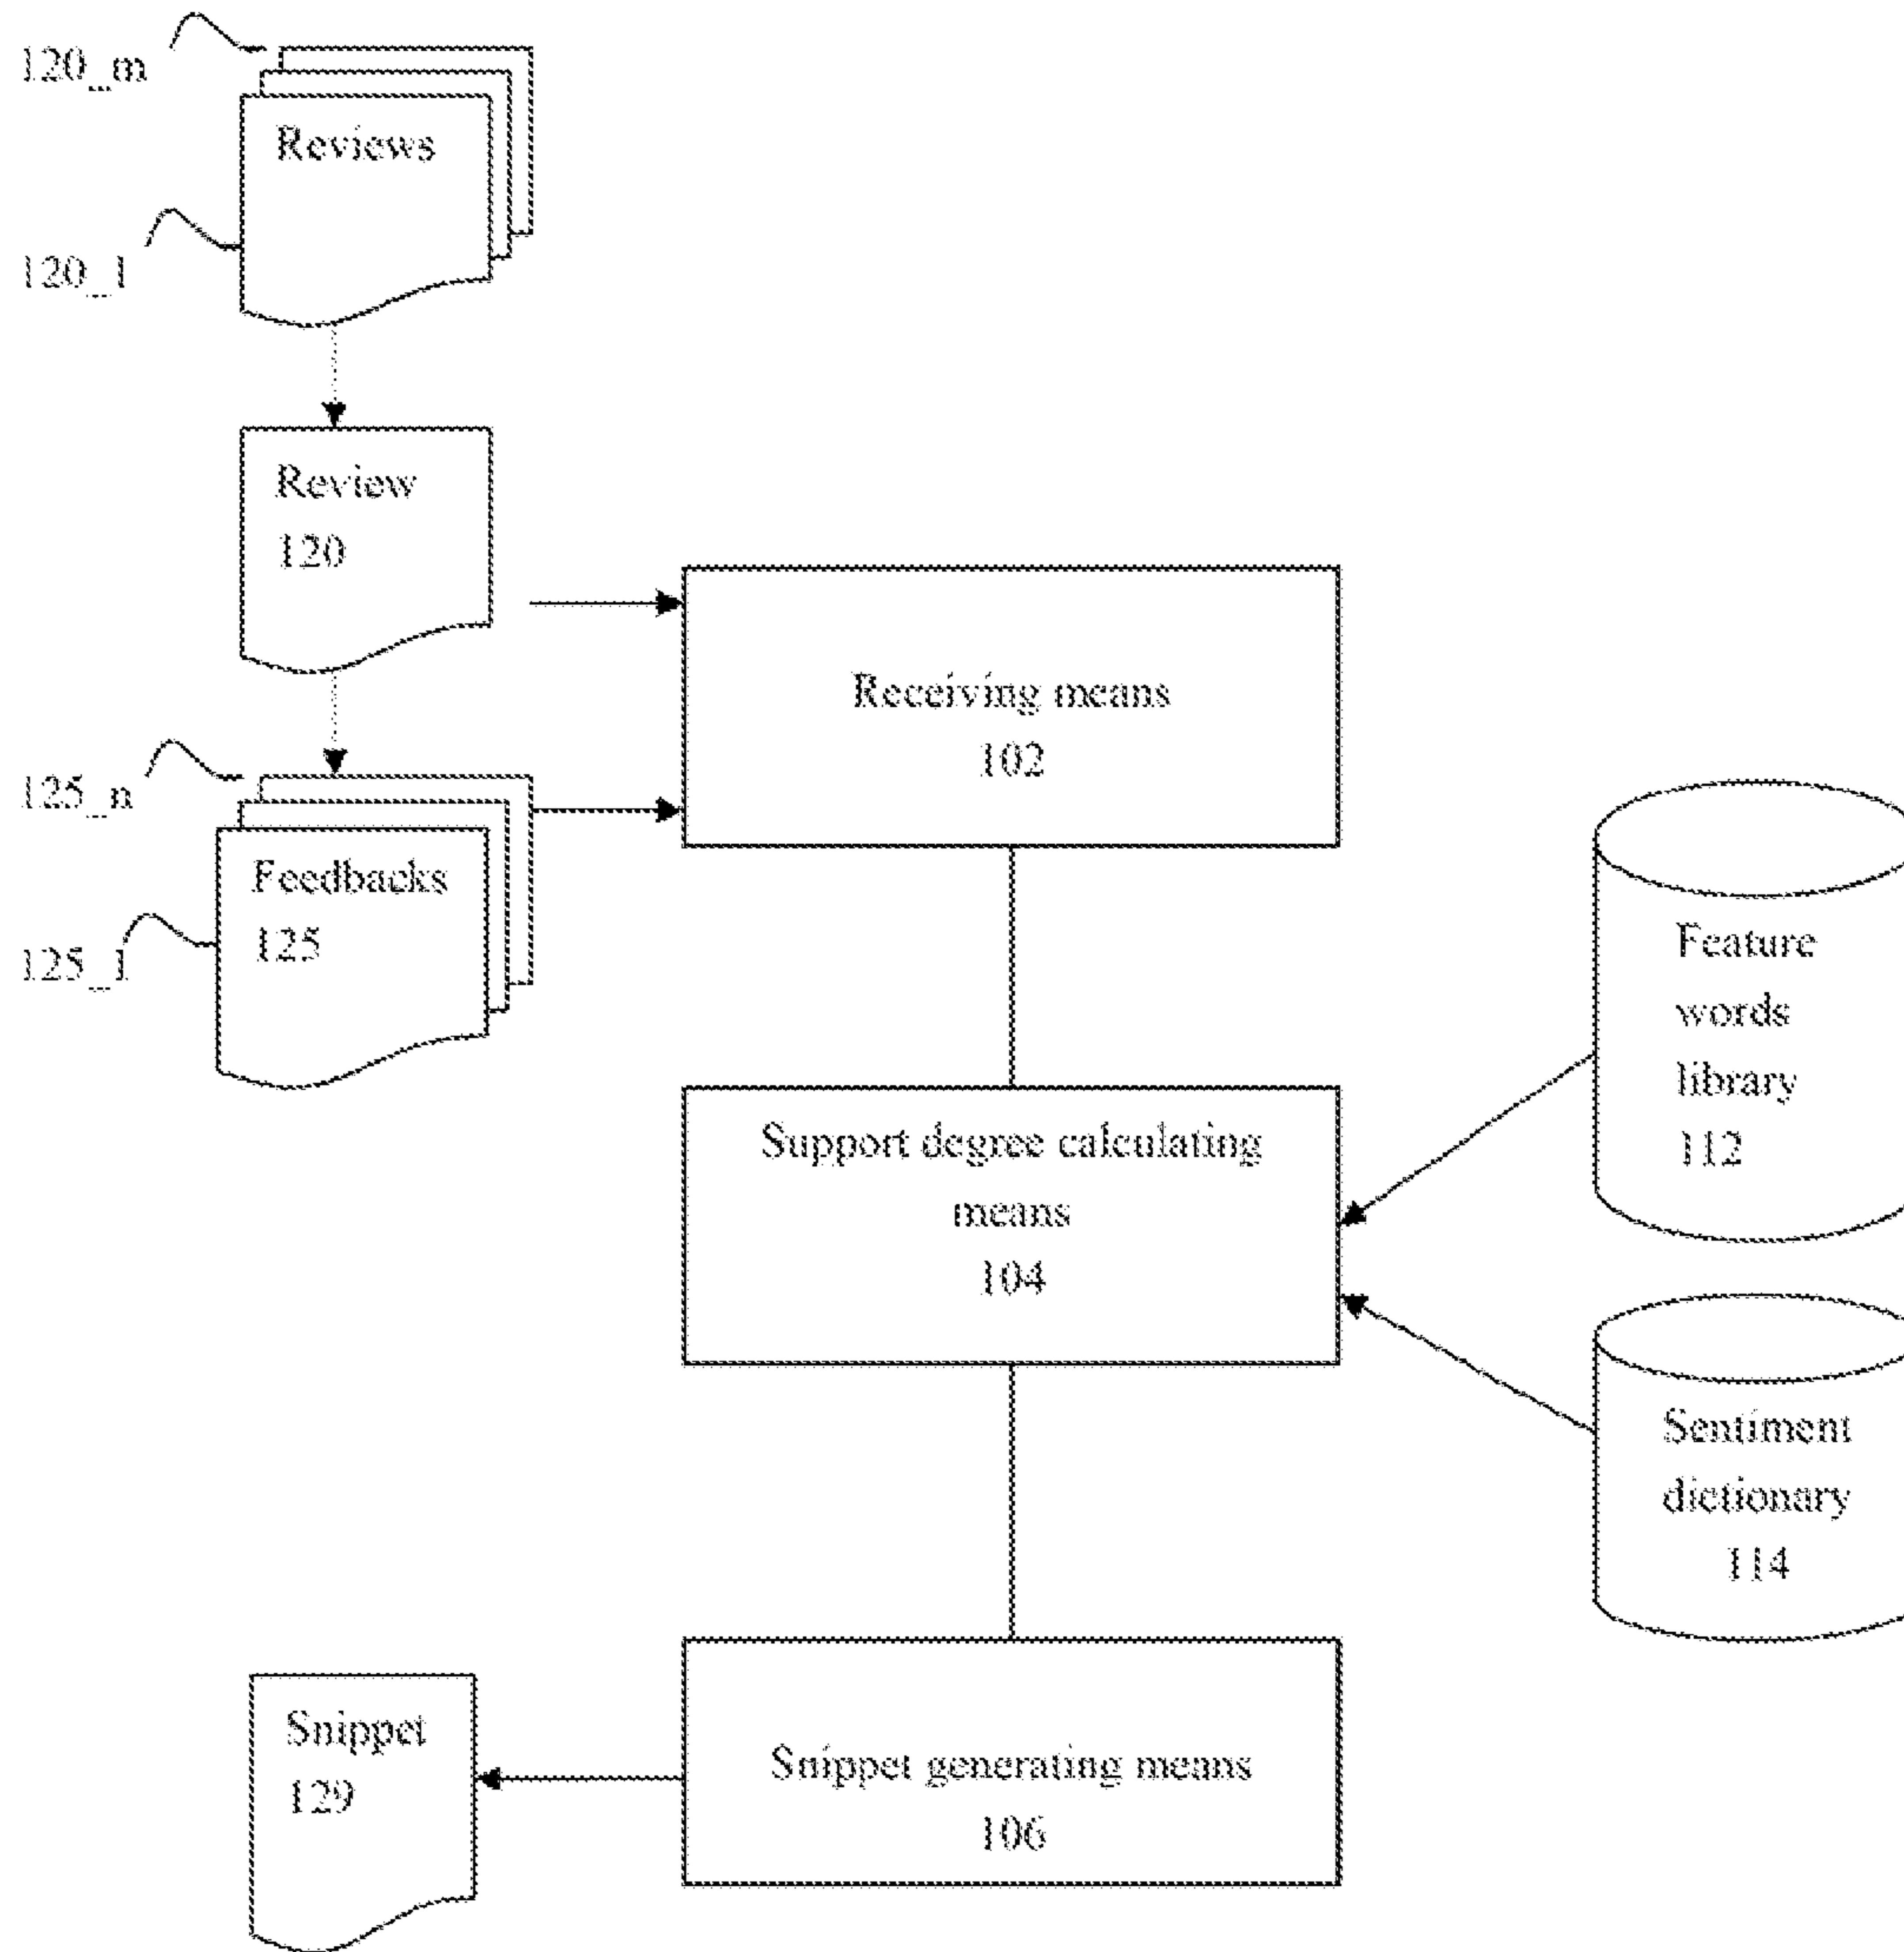 120_m
Reviews
120_1
Review
120
Receiving means
102
125_n
Feedbacks
125
125_1
Feature
words
library
112
Support degree calculating
means
104
Sentiment
dictionary
114
Snippet
129
Snippet generating means
106